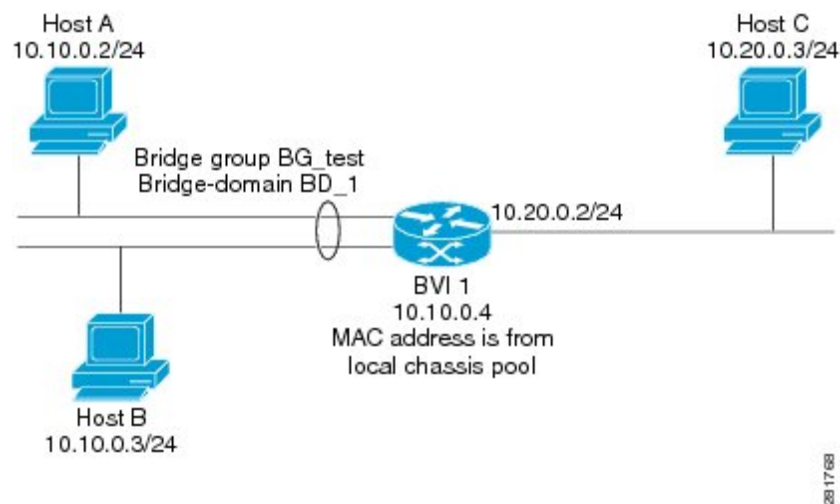 Host A
10.10.0.2/24
Host C
10.20.0.3/24
Bridge group BG_test
Bridge-domain BD_1
10.20.0.2/24
BVI 1
10.10.0.4
MAC address is from
local chassis pool
Host B
10.10.0.3/24